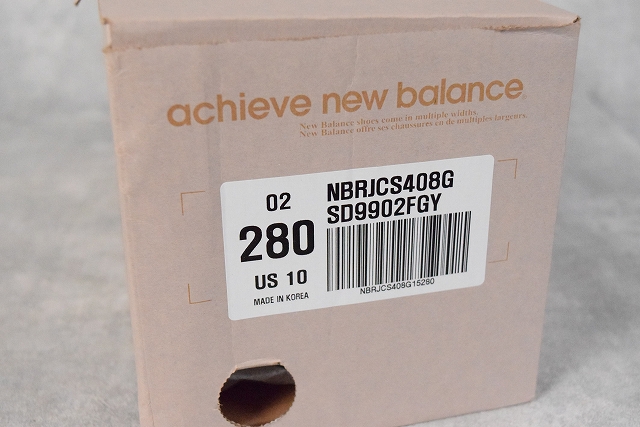 achieve new balance
New Balance shoes come in multiple widths.
New Balance offre ses chaussures en de multiples largeurs.
02
280
US 10
MADE IN KOREA
NBRJCS408G
SD9902FGY
NBRJCS408G15280